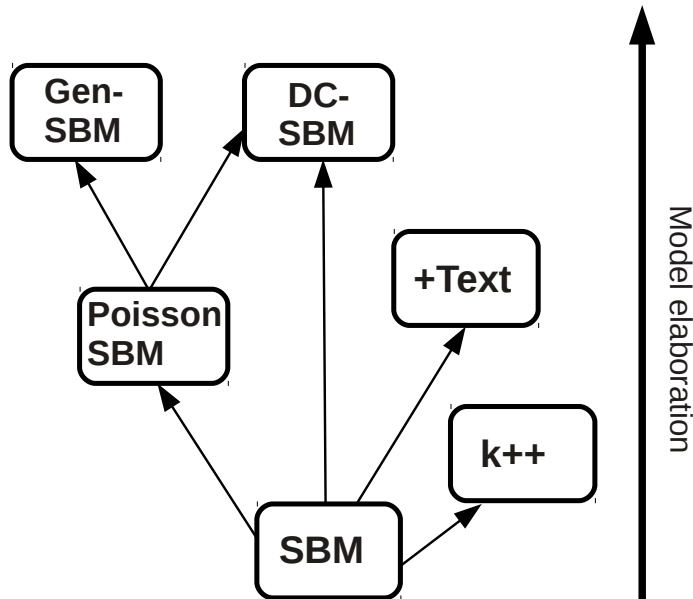 Gen-
SBM
DC-
SBM
+Text
Poisson
SBM
k++
SBM
Model elaboration